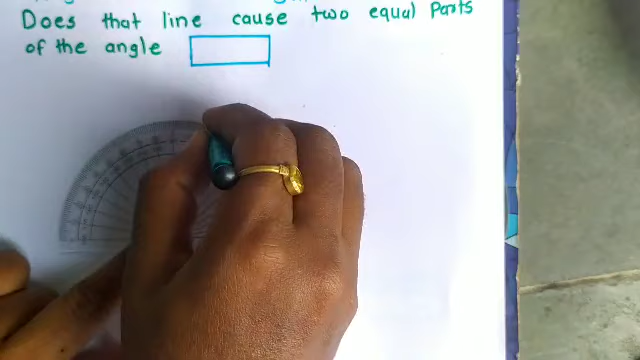 Does that line cause two equal Parts
of the angle